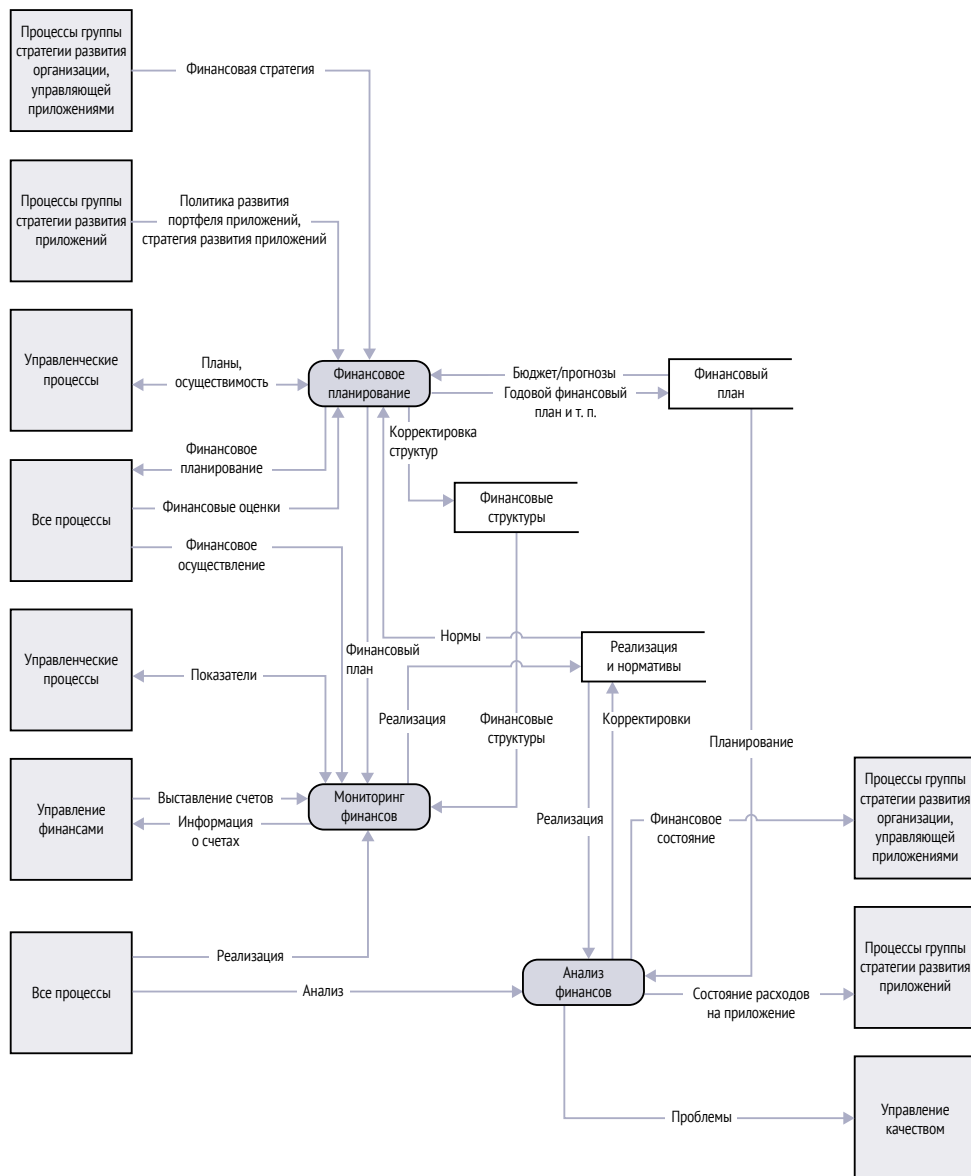 Процессы группы
стратегии развития
организации,
управляющей
приложениями
Финансовая стратегия
Процессы группы
стратегии развития
приложений
Политика развития
портфеля приложений,
стратегия развития приложений
Управленческие
процессы
Планы,
осуществимость
Финансовое
планирование
Бюджет/прогнозы
Годовой финансовый
план и т. п.
Финансовый
план
Корректировка
структур
Финансовое
планирование
Все процессы
Финансовые оценки
Финансовые
структуры
Финансовое
осуществление
Управленческие
процессы
Показатели
Финансовый
план
Нормы
Реализация
и нормативы
Реализация
Финансовые
структуры
Корректировки
Планирование
Управление
финансами
Выставление счетов
Информация
о счетах
Мониторинг
финансов
Реализация
Финансовое
состояние
Процессы группы
стратегии развития
организации,
управляющей
приложениями
Все процессы
Реализация
Анализ
Анализ
финансов
Состояние расходов
на приложение
Процессы группы
стратегии развития
приложений
Проблемы
Управление
качеством